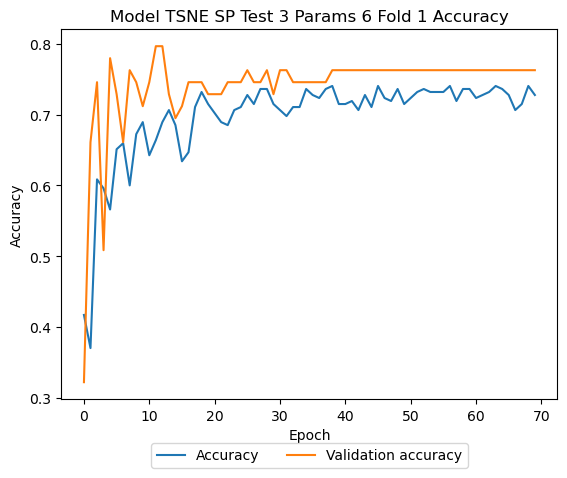 Model TSNE SP Test 3 Params 6 Fold 1 Accuracy
0.8
0.7
0.6
0.5
0.4
0.3
Accuracy
0 10 20 30 40 50 60 70
Epoch
Accuracy Validation accuracy